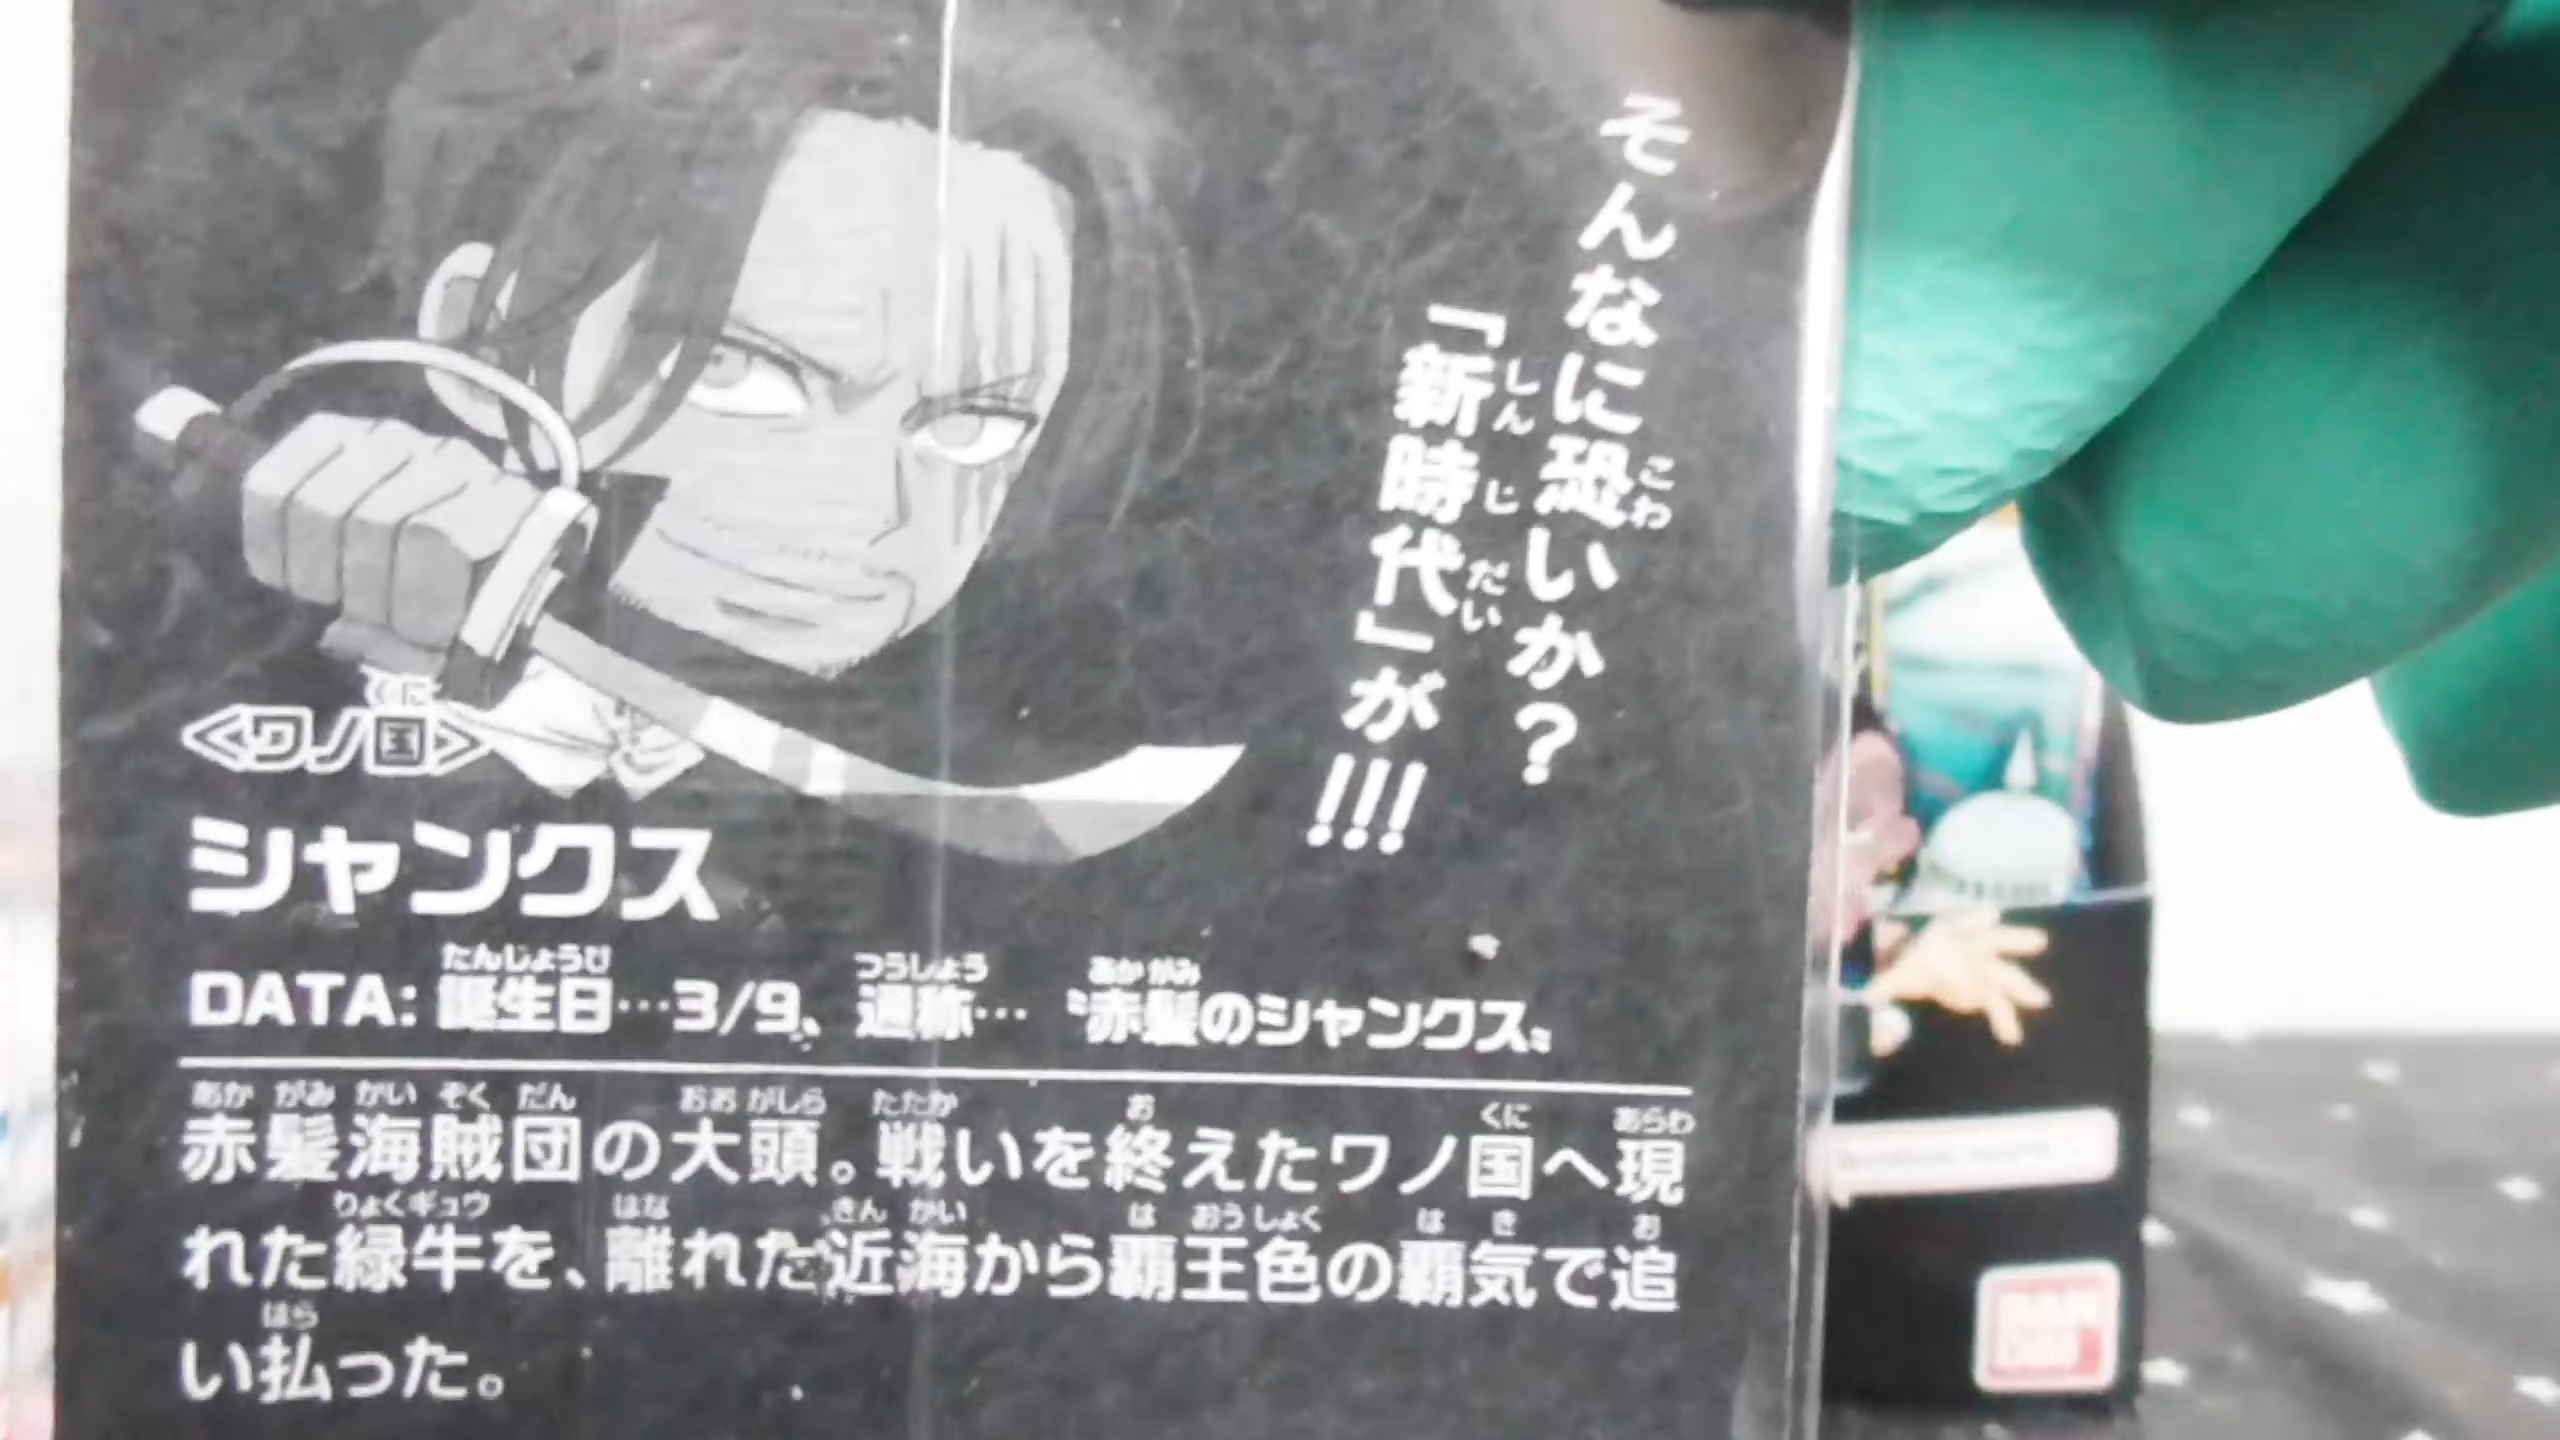 そんなに恐いか？
「新時代」が!!!
<ワノ国>
シャンクス
DATA: 誕生日…3/9、通称…〝赤髪のシャンクス〟
赤髪海賊団の大頭。戦いを終えたワノ国へ現
れた緑牛を、離れた近海から覇王色の覇気で追
い払った。
BAN
DAI